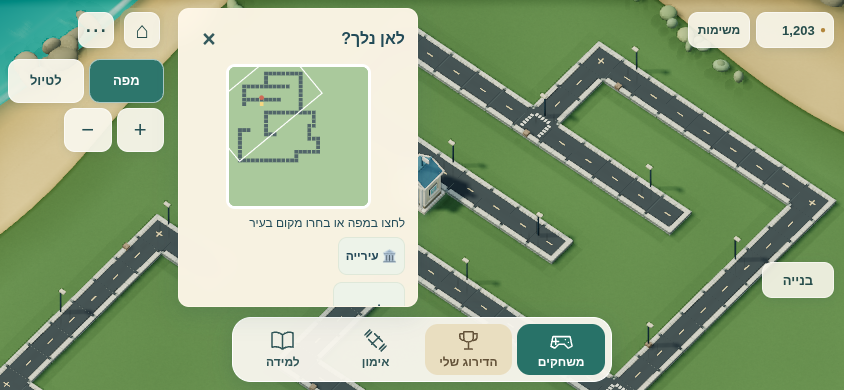 1,203
משימות
לאן נלך?
מפה
לטיול
+
−
לחצו במפה או בחרו מקום בעיר
🏛️ עירייה
בנייה
משחקים
הדירוג שלי
אימון
למידה